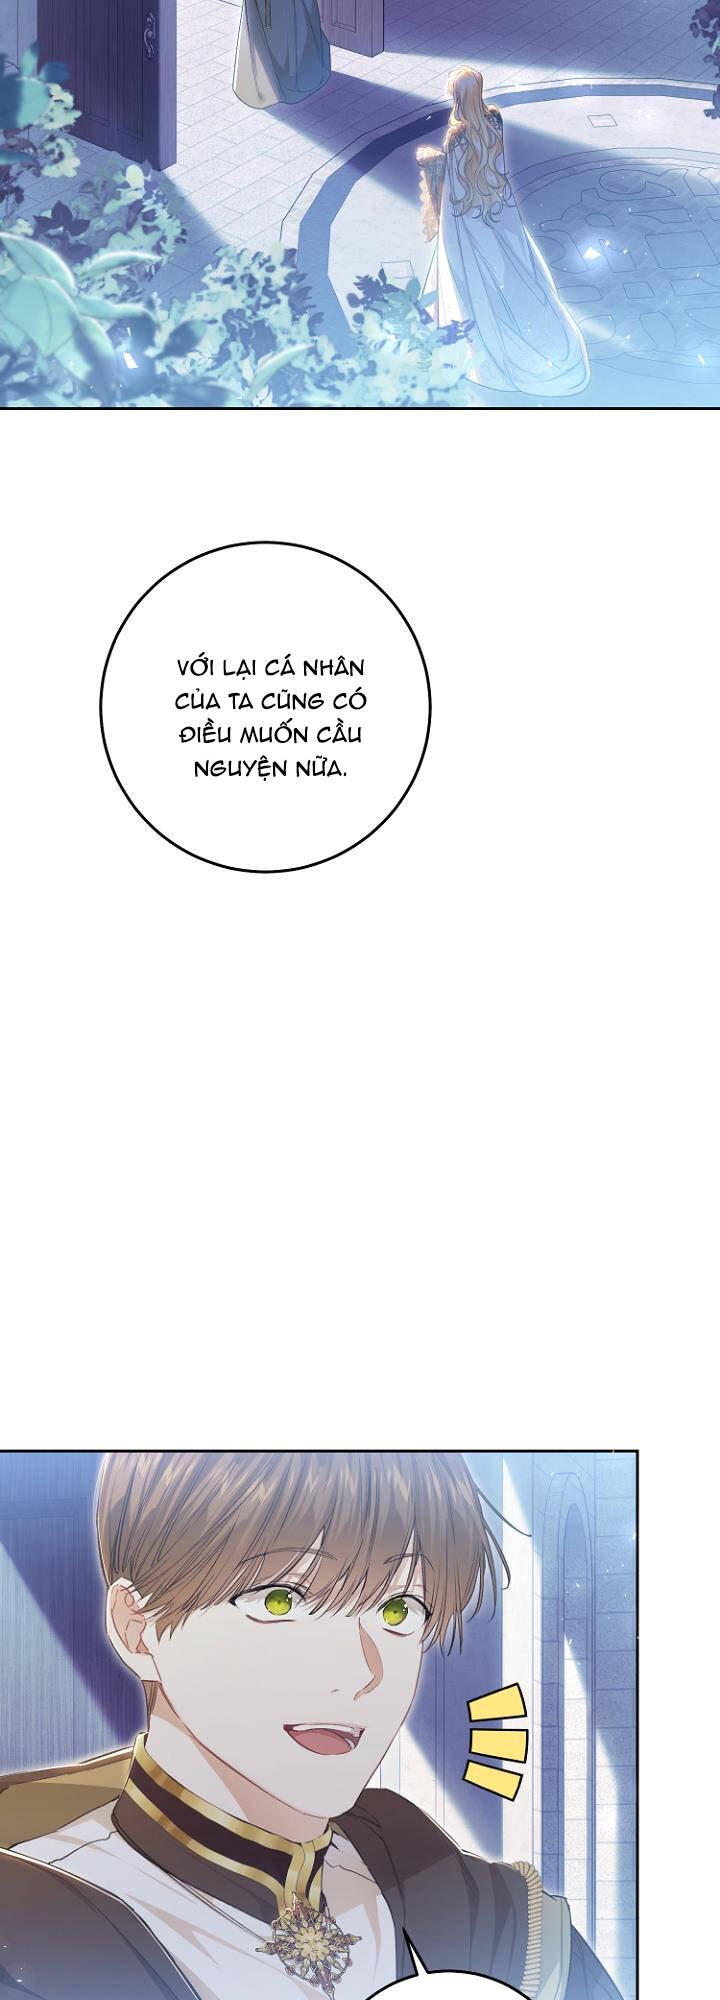 VỚI LẠI CÁ NHÂN
CỦA TA CŨNG CÓ
ĐIỀU MUỐN CẦU
NGUYỆN NỮA.